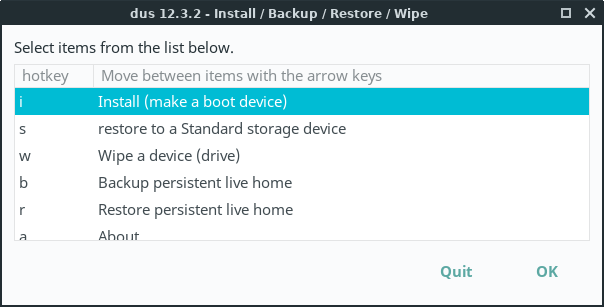 dus 12.3.2 - Install / Backup / Restore / Wipe
Select items from the list below.
hotkey Move between items with the arrow keys
i Install (make a boot device)
s restore to a Standard storage device
w Wipe a device (drive)
b Backup persistent live home
r Restore persistent live home
a About
Quit OK